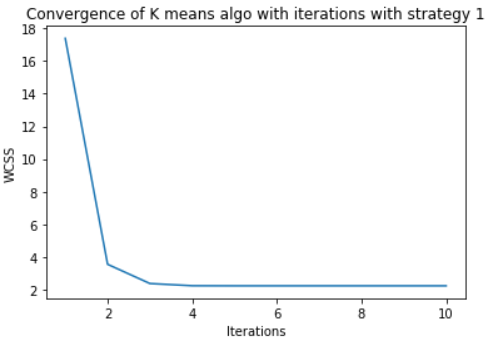 Convergence of K means algo with iterations with strategy 1
18
16
14
12
10
8
6
4
2
WCSS
2 4 6 8 10
Iterations